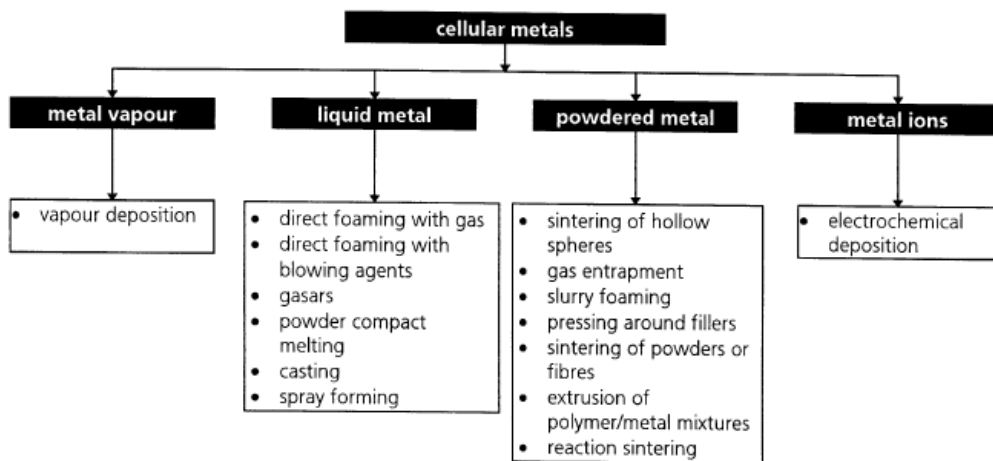 cellular metals
metal vapour
liquid metal
powdered metal
metal ions
• vapour deposition
• direct foaming with gas
• direct foaming with
blowing agents
• gasars
• powder compact
melting
• casting
• spray forming
• sintering of hollow
spheres
• gas entrapment
• slurry foaming
• pressing around fillers
• sintering of powders or
fibres
• extrusion of
polymer/metal mixtures
• reaction sintering
• electrochemical
deposition